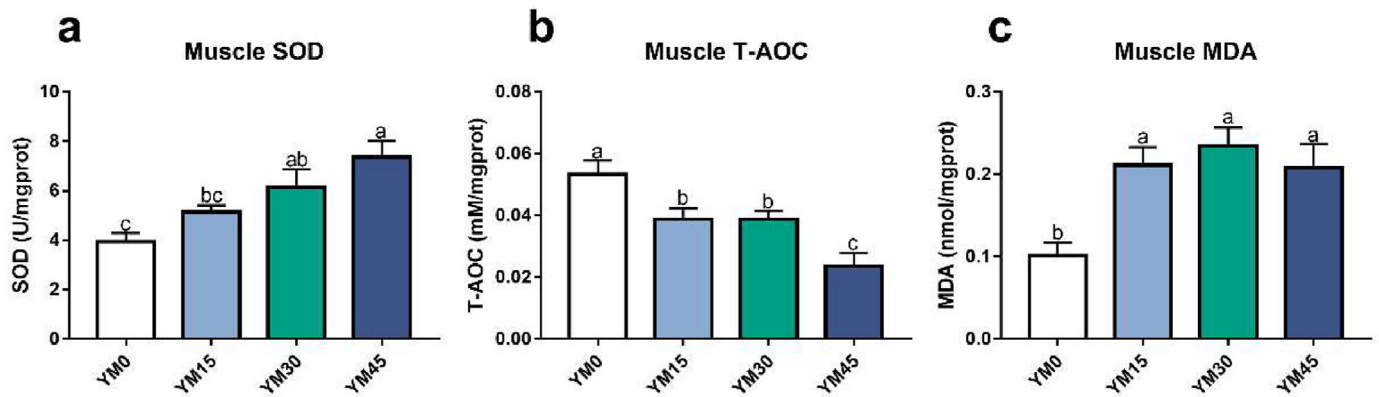 a
Muscle SOD
SOD (U/mgprot)
10
8
6
4
2
0
c
bc
ab
a
YM0
YM15
YM30
YM45
b
Muscle T-AOC
T-AOC (mM/mgprot)
0.08
0.06
0.04
0.02
0.00
a
b
b
c
YM0
YM15
YM30
YM45
c
Muscle MDA
MDA (nmol/mgprot)
0.3
0.2
0.1
0.0
b
a
a
a
YM0
YM15
YM30
YM45